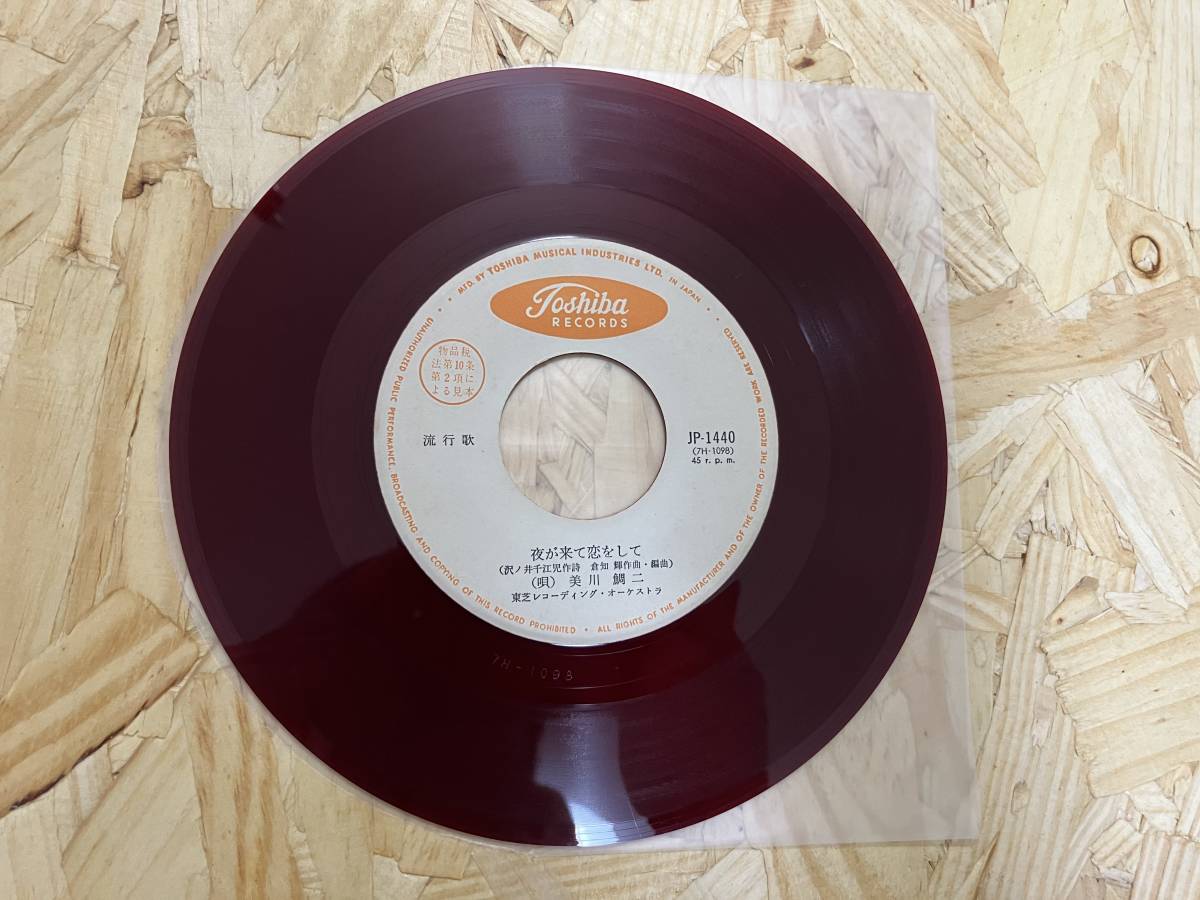 • MFD. BY TOSHIBA MUSICAL INDUSTRIES LTD. IN JAPAN •
Toshiba
RECORDS
物品税
法第10条
第2項に
よる見本
流行歌
JP-1440
(7H-1098)
45 r. p. m.
夜が来て恋をして
(沢ノ井千江児作詩 倉知 輝作曲・編曲)
(唄) 美川 鯛二
東芝レコーディング・オーケストラ
UNAUTHORIZED PUBLIC PERFORMANCE, BROADCASTING AND COPYING OF THIS RECORD PROHIBITED • ALL RIGHTS OF THE MANUFACTURER AND OF THE OWNER OF THE RECORDED WORK ARE RESERVED
7H-1098